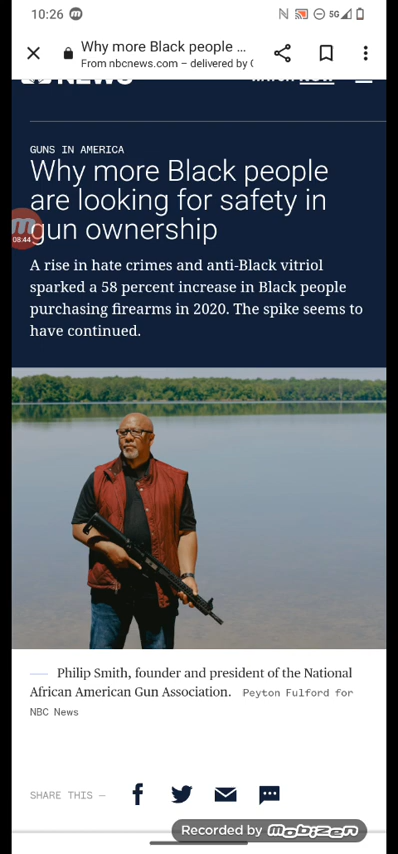 10:26
5G
Why more Black people ...
From nbcnews.com – delivered by G
NEWS
NOW
GUNS IN AMERICA
Why more Black people
are looking for safety in
gun ownership
08:44
A rise in hate crimes and anti-Black vitriol
sparked a 58 percent increase in Black people
purchasing firearms in 2020. The spike seems to
have continued.
Philip Smith, founder and president of the National
African American Gun Association. Peyton Fulford for
NBC News
SHARE THIS —
Recorded by mobizen